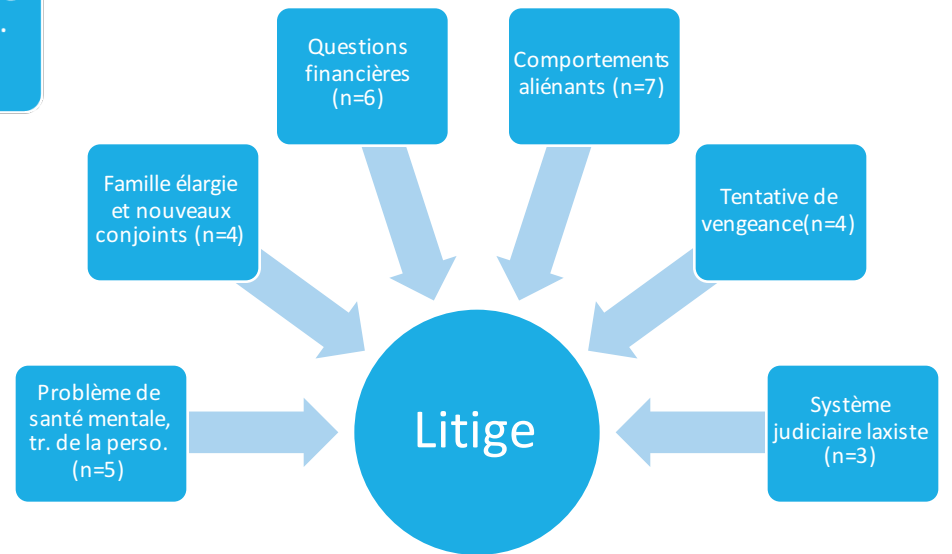 .
Questions
financières
(n=6)
Comportements
aliénants (n=7)
Famille élargie
et nouveaux
conjoints (n=4)
Tentative de
vengeance(n=4)
Problème de
santé mentale,
tr. de la perso.
(n=5)
Litige
Système
judiciaire laxiste
(n=3)